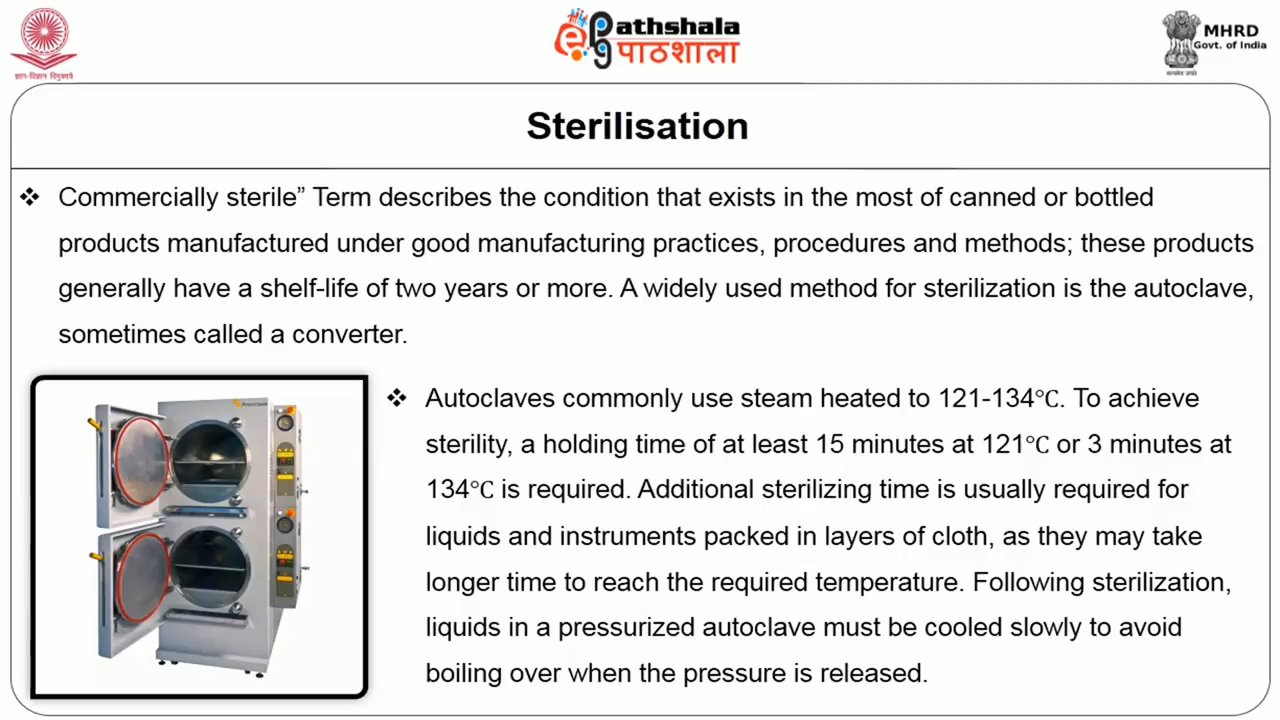 ज्ञान-विज्ञान विमुक्तये
ePg Pathshala
पाठशाला
MHRD
Govt. of India
सत्यमेव जयते
Sterilisation
❖ Commercially sterile” Term describes the condition that exists in the most of canned or bottled
products manufactured under good manufacturing practices, procedures and methods; these products
generally have a shelf-life of two years or more. A widely used method for sterilization is the autoclave,
sometimes called a converter.
❖ Autoclaves commonly use steam heated to 121-134℃. To achieve
sterility, a holding time of at least 15 minutes at 121℃ or 3 minutes at
134℃ is required. Additional sterilizing time is usually required for
liquids and instruments packed in layers of cloth, as they may take
longer time to reach the required temperature. Following sterilization,
liquids in a pressurized autoclave must be cooled slowly to avoid
boiling over when the pressure is released.